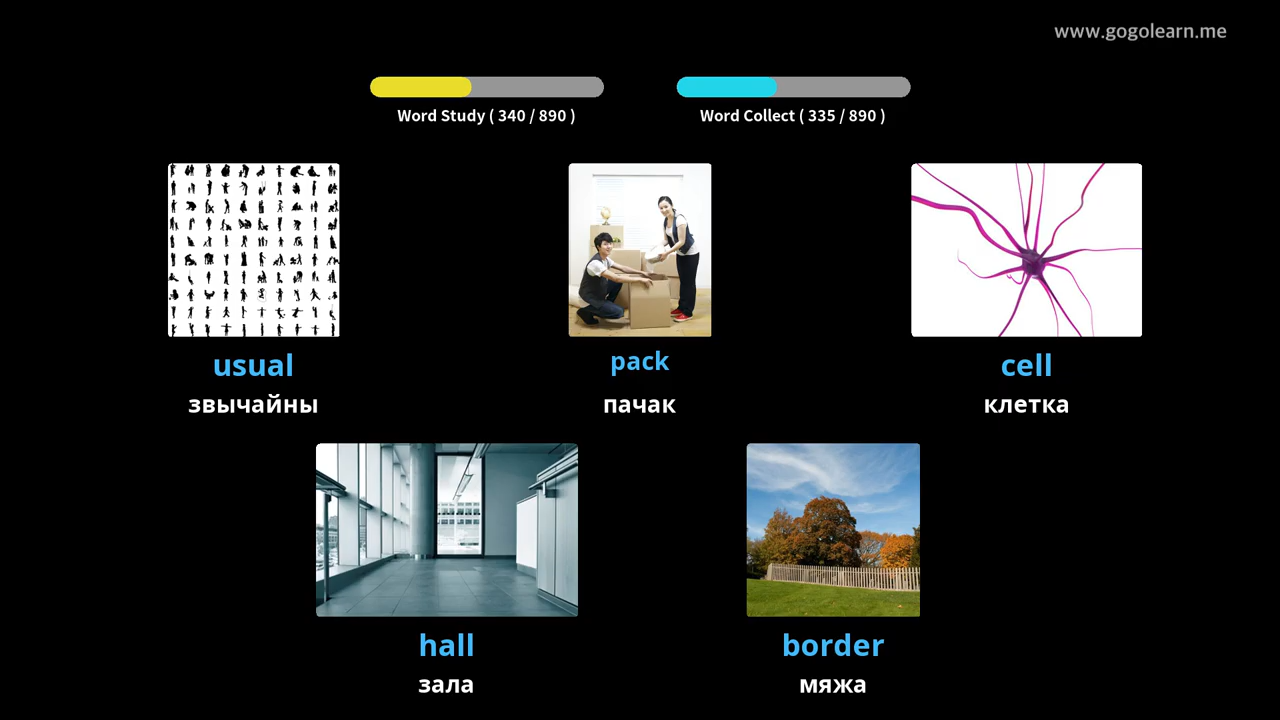 www.gogolearn.me
Word Study ( 340 / 890 )
Word Collect ( 335 / 890 )
usual
звычайны
pack
пачак
cell
клетка
hall
зала
border
мяжа